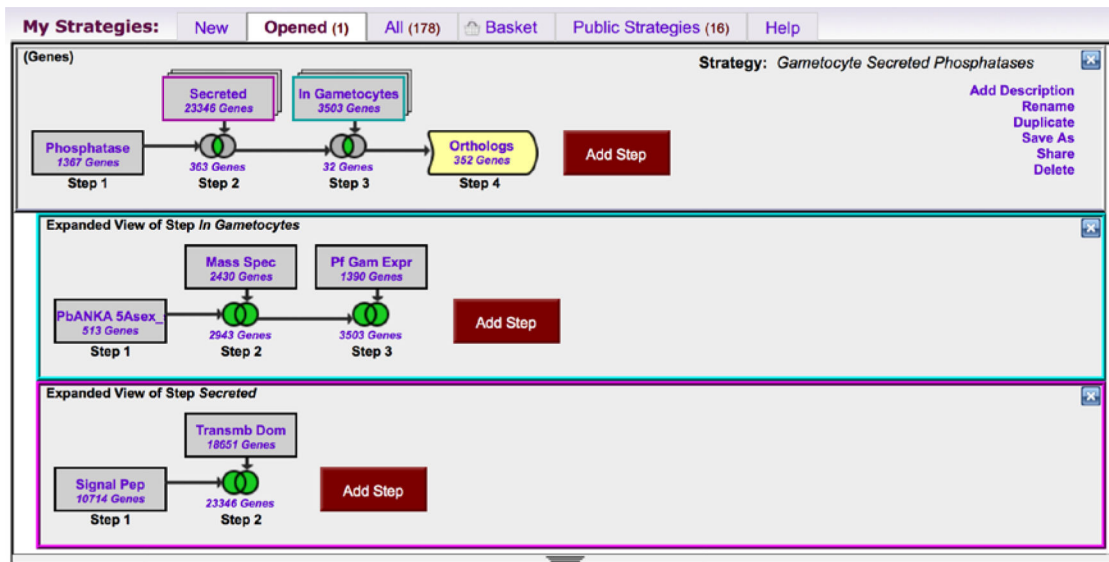 My Strategies: New Opened (1) All (178) Basket Public Strategies (16) Help
(Genes)
Strategy: Gametocyte Secreted Phosphatases
Add Description
Rename
Duplicate
Save As
Share
Delete
Secreted
23346 Genes
In Gametocytes
3503 Genes
Phosphatase
1367 Genes
Orthologs
352 Genes
Add Step
363 Genes
32 Genes
Step 1 Step 2 Step 3 Step 4
Expanded View of Step In Gametocytes
Mass Spec
2430 Genes
Pf Gam Expr
1390 Genes
PbANKA 5Asex_
513 Genes
Add Step
2943 Genes
3503 Genes
Step 1 Step 2 Step 3
Expanded View of Step Secreted
Transmb Dom
18651 Genes
Signal Pep
10714 Genes
Add Step
23346 Genes
Step 1 Step 2